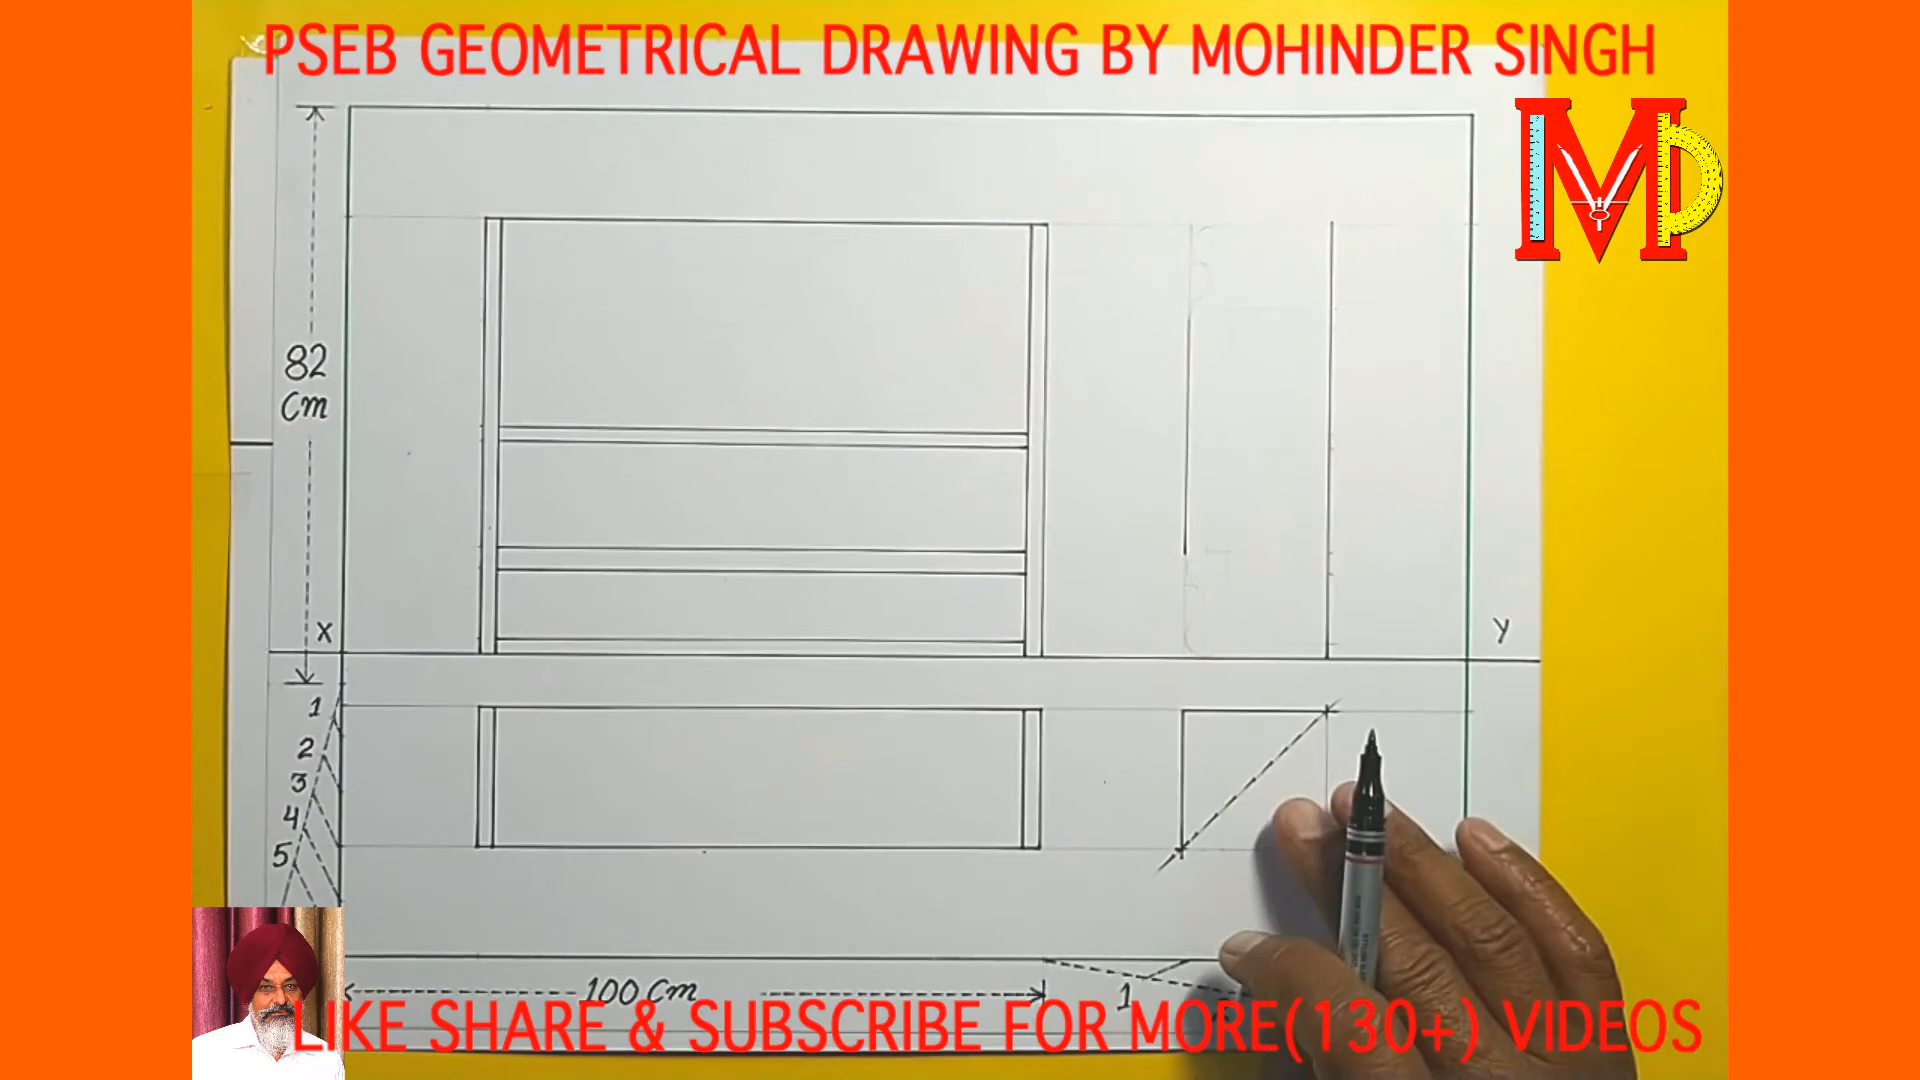 PSEB GEOMETRICAL DRAWING BY MOHINDER SINGH
MD
82
Cm
X
Y
1
2
3
4
5
100 Cm
1
LIKE SHARE & SUBSCRIBE FOR MORE(130+) VIDEOS